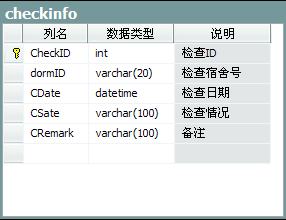 checkinfo
列名 数据类型 说明
CheckID int 检查ID
dormID varchar(20) 检查宿舍号
CDate datetime 检查日期
CSate varchar(100) 检查情况
CRemark varchar(100) 备注